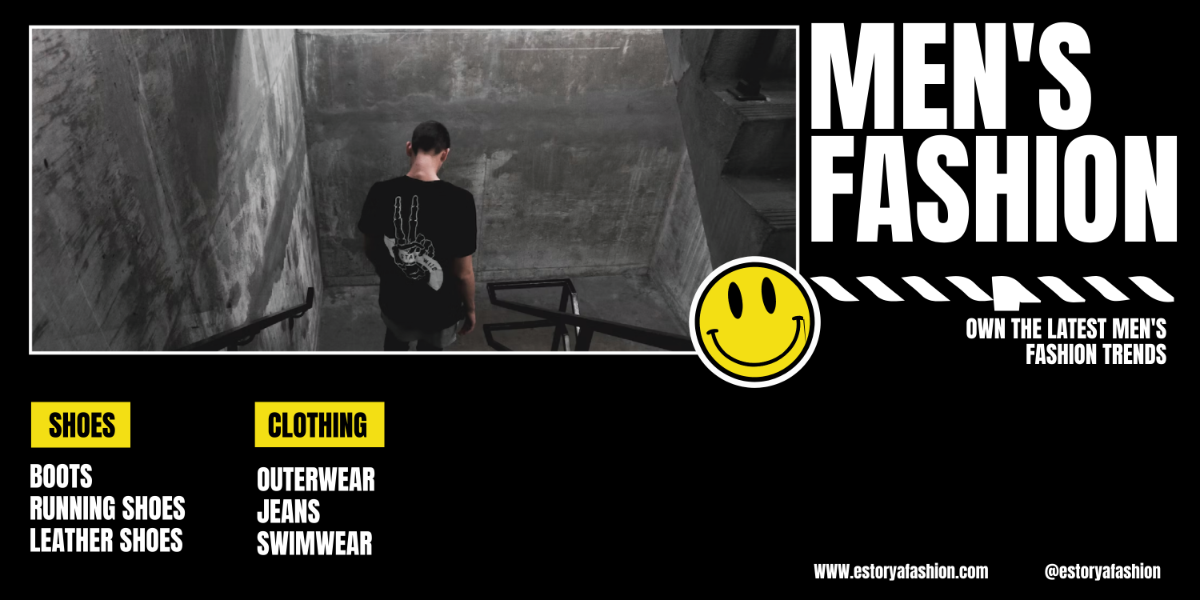 MEN'S
FASHION
OWN THE LATEST MEN'S
FASHION TRENDS
SHOES
BOOTS
RUNNING SHOES
LEATHER SHOES
CLOTHING
OUTERWEAR
JEANS
SWIMWEAR
WWW.estoryafashion.com
@estoryafashion